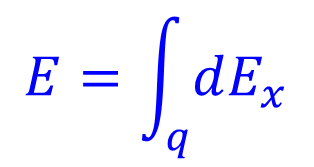 E = ∫_q dE_x